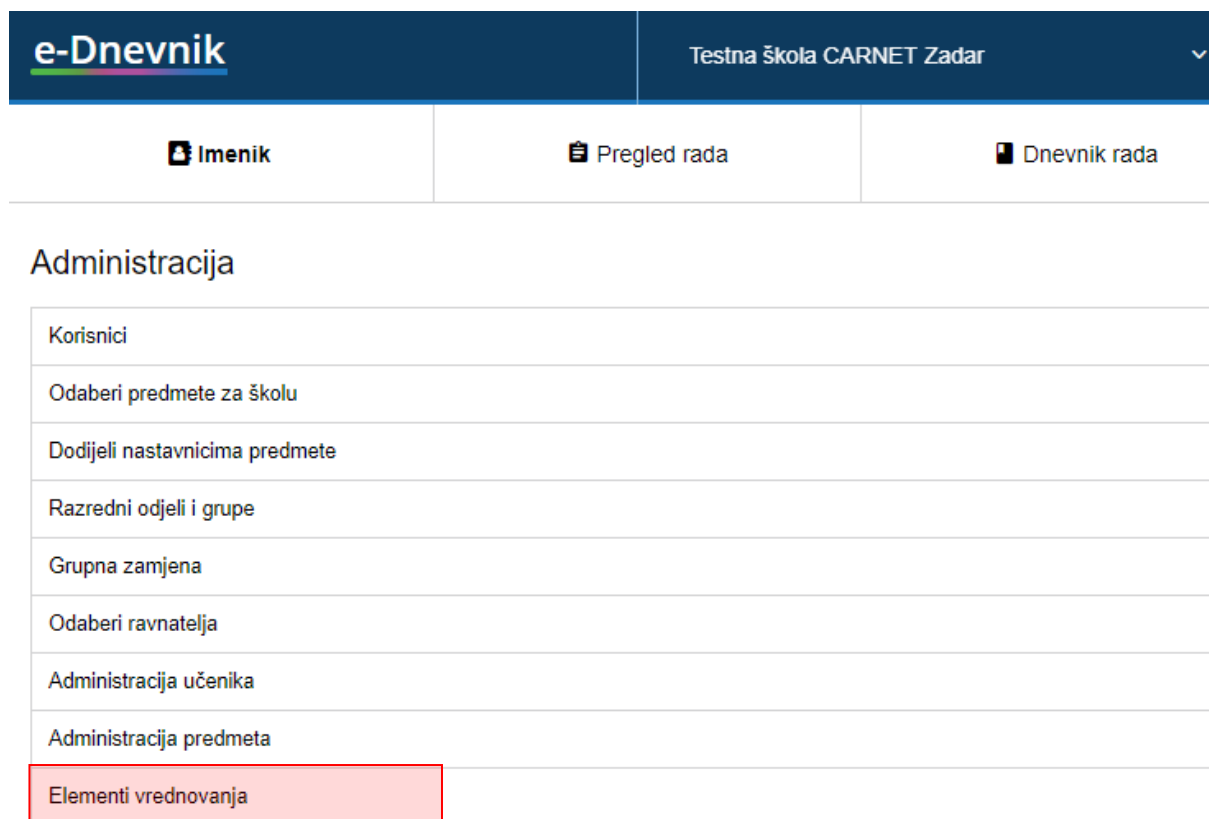 e-Dnevnik
Testna škola CARNET Zadar
Imenik
Pregled rada
Dnevnik rada
Administracija
Korisnici
Odaberi predmete za školu
Dodijeli nastavnicima predmete
Razredni odjeli i grupe
Grupna zamjena
Odaberi ravnatelja
Administracija učenika
Administracija predmeta
Elementi vrednovanja